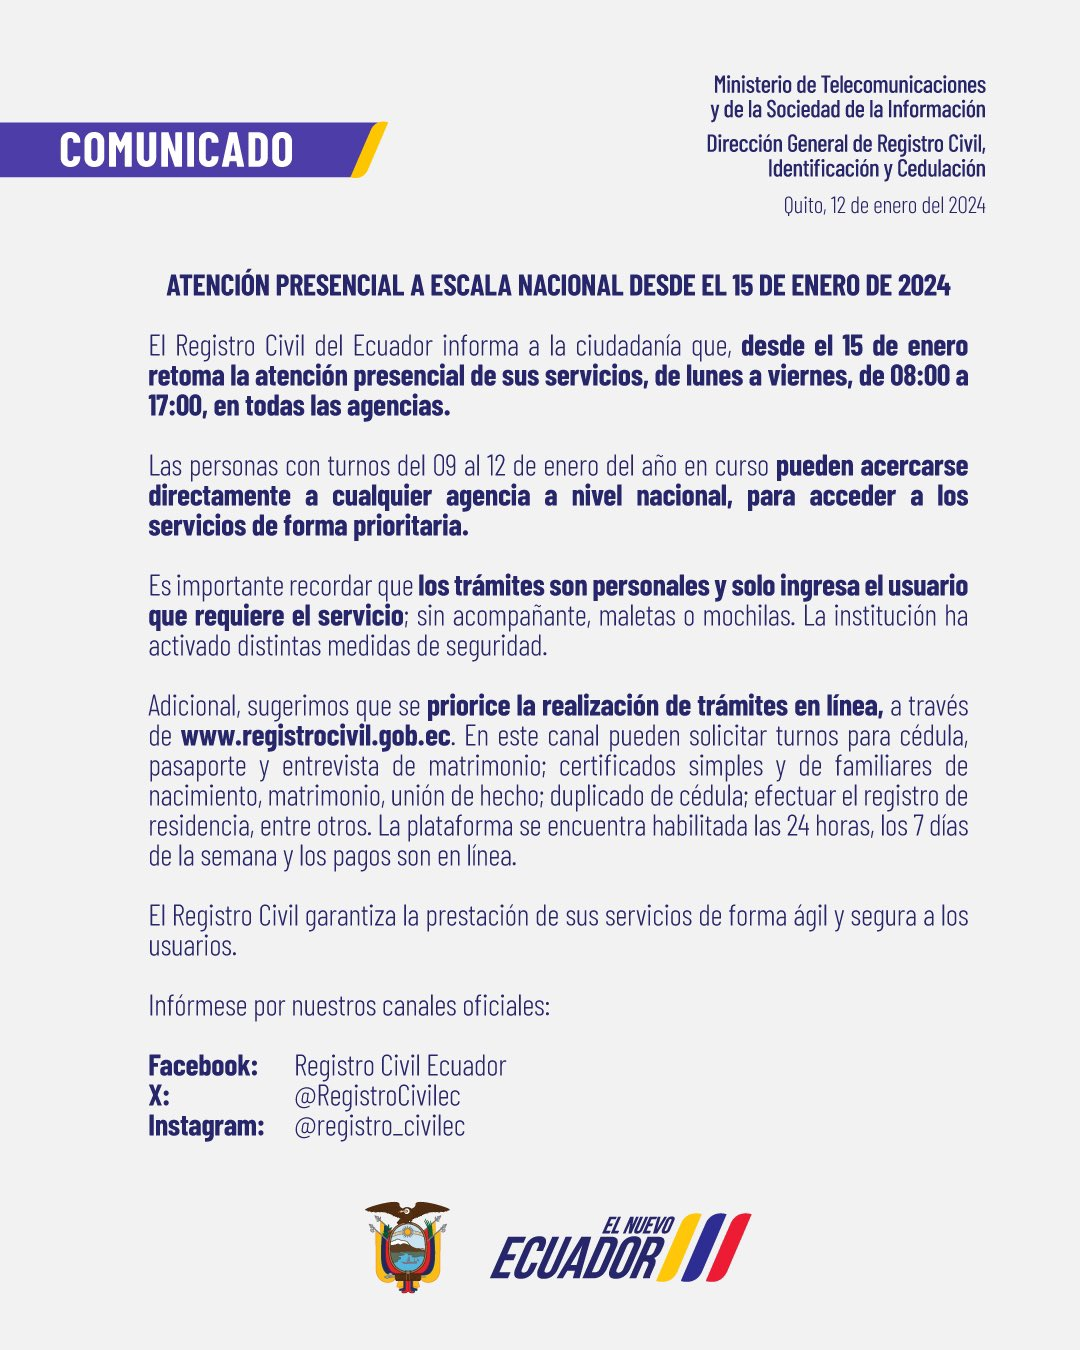 COMUNICADO
Ministerio de Telecomunicaciones
y de la Sociedad de la Información
Dirección General de Registro Civil,
Identificación y Cedulación
Quito, 12 de enero del 2024
ATENCIÓN PRESENCIAL A ESCALA NACIONAL DESDE EL 15 DE ENERO DE 2024
El Registro Civil del Ecuador informa a la ciudadanía que, desde el 15 de enero
retoma la atención presencial de sus servicios, de lunes a viernes, de 08:00 a
17:00, en todas las agencias.
Las personas con turnos del 09 al 12 de enero del año en curso pueden acercarse
directamente a cualquier agencia a nivel nacional, para acceder a los
servicios de forma prioritaria.
Es importante recordar que los trámites son personales y solo ingresa el usuario
que requiere el servicio; sin acompañante, maletas o mochilas. La institución ha
activado distintas medidas de seguridad.
Adicional, sugerimos que se priorice la realización de trámites en línea, a través
de www.registrocivil.gob.ec. En este canal pueden solicitar turnos para cédula,
pasaporte y entrevista de matrimonio; certificados simples y de familiares de
nacimiento, matrimonio, unión de hecho; duplicado de cédula; efectuar el registro de
residencia, entre otros. La plataforma se encuentra habilitada las 24 horas, los 7 días
de la semana y los pagos son en línea.
El Registro Civil garantiza la prestación de sus servicios de forma ágil y segura a los
usuarios.
Infórmese por nuestros canales oficiales:
Facebook: Registro Civil Ecuador
X: @RegistroCivilec
Instagram: @registro_civilec
EL NUEVO
ECUADOR